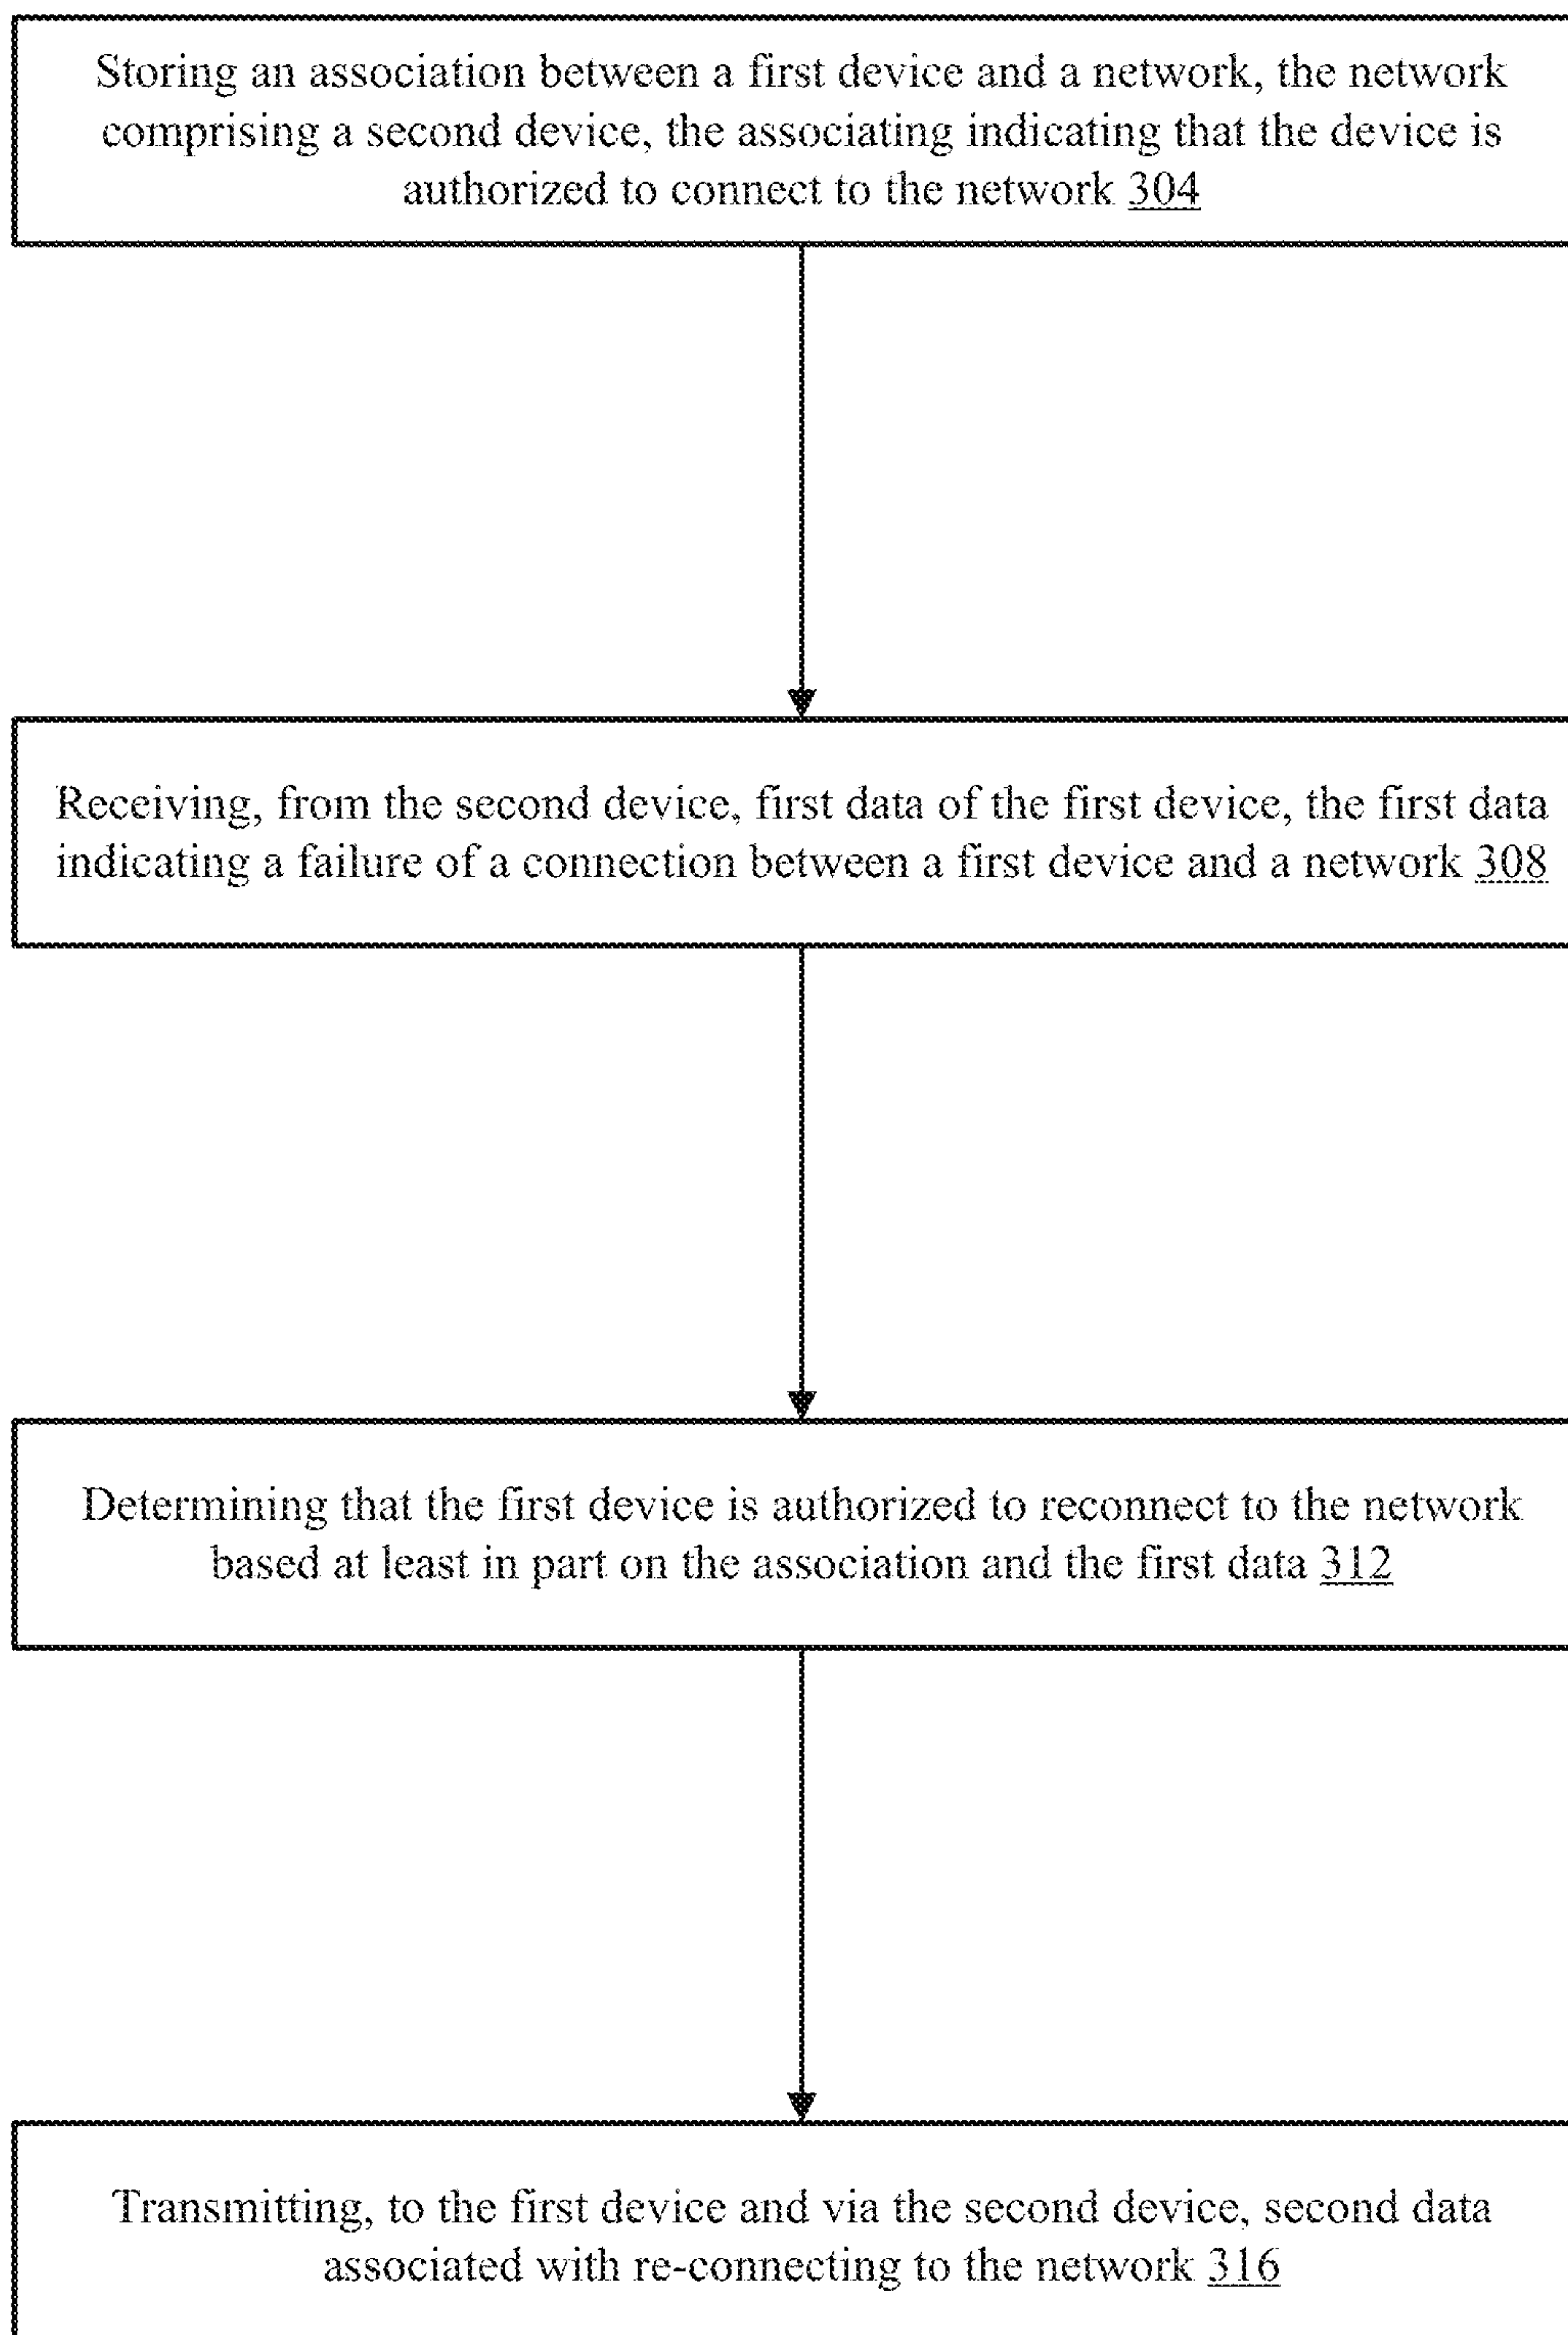 Storing an association between a first device and a network, the network
comprising a second device, the associating indicating that the device is
authorized to connect to the network 304
Receiving, from the second device, first data of the first device, the first data
indicating a failure of a connection between a first device and a network 308
Determining that the first device is authorized to reconnect to the network
based at least in part on the association and the first data 312
Transmitting, to the first device and via the second device, second data
associated with re-connecting to the network 316